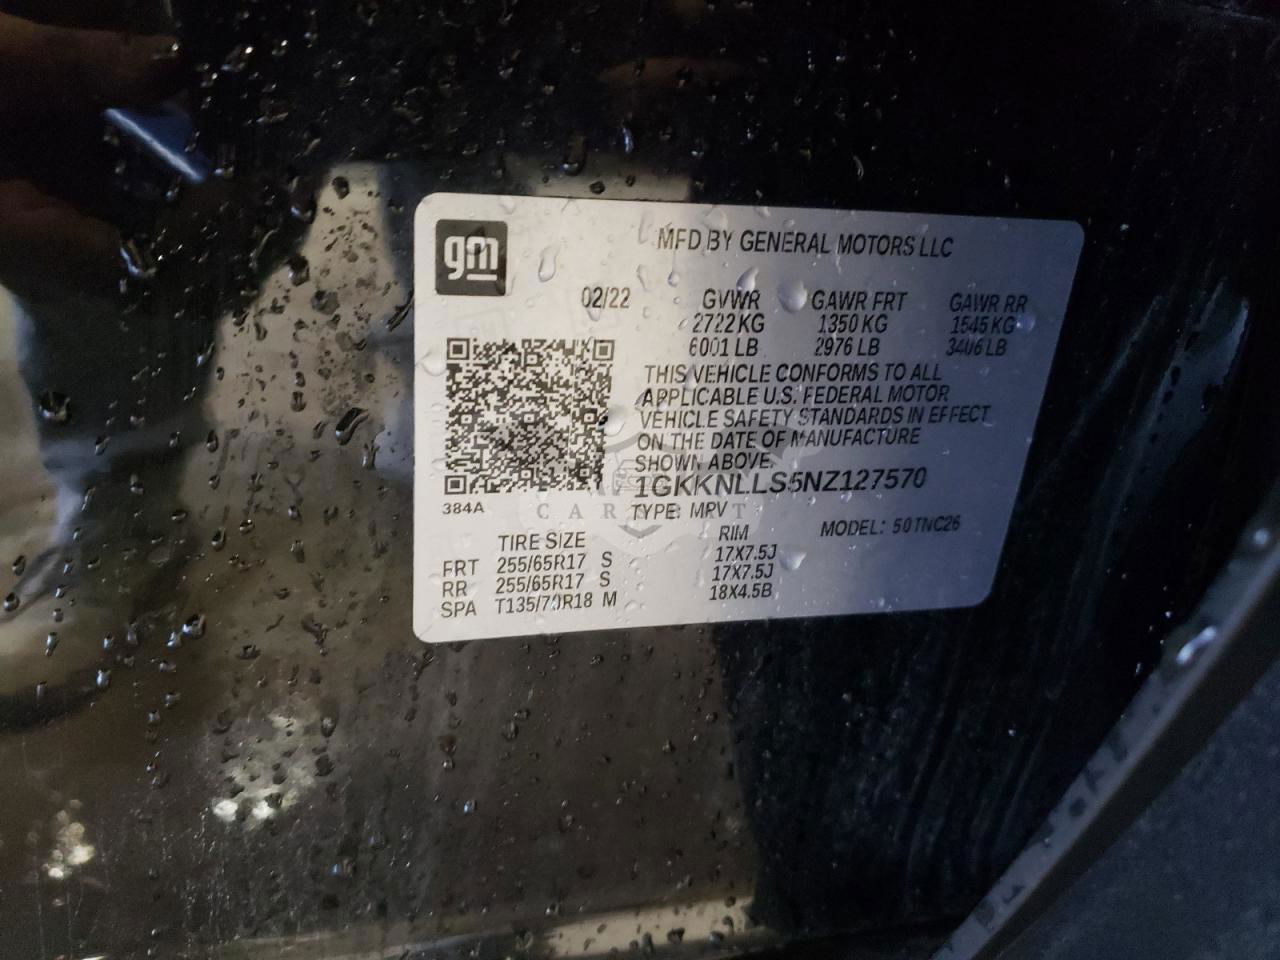 gm
MFD BY GENERAL MOTORS LLC
02/22 GVWR GAWR FRT GAWR RR
2722 KG 1350 KG 1545 KG
6001 LB 2976 LB 3406 LB
THIS VEHICLE CONFORMS TO ALL
APPLICABLE U.S. FEDERAL MOTOR
VEHICLE SAFETY STANDARDS IN EFFECT
ON THE DATE OF MANUFACTURE
SHOWN ABOVE.
1GKKNLLS5NZ127570
384A
TYPE: MPV
MODEL: 50TNC26
TIRE SIZE RIM
FRT 255/65R17 S 17X7.5J
RR 255/65R17 S 17X7.5J
SPA T135/70R18 M 18X4.5B